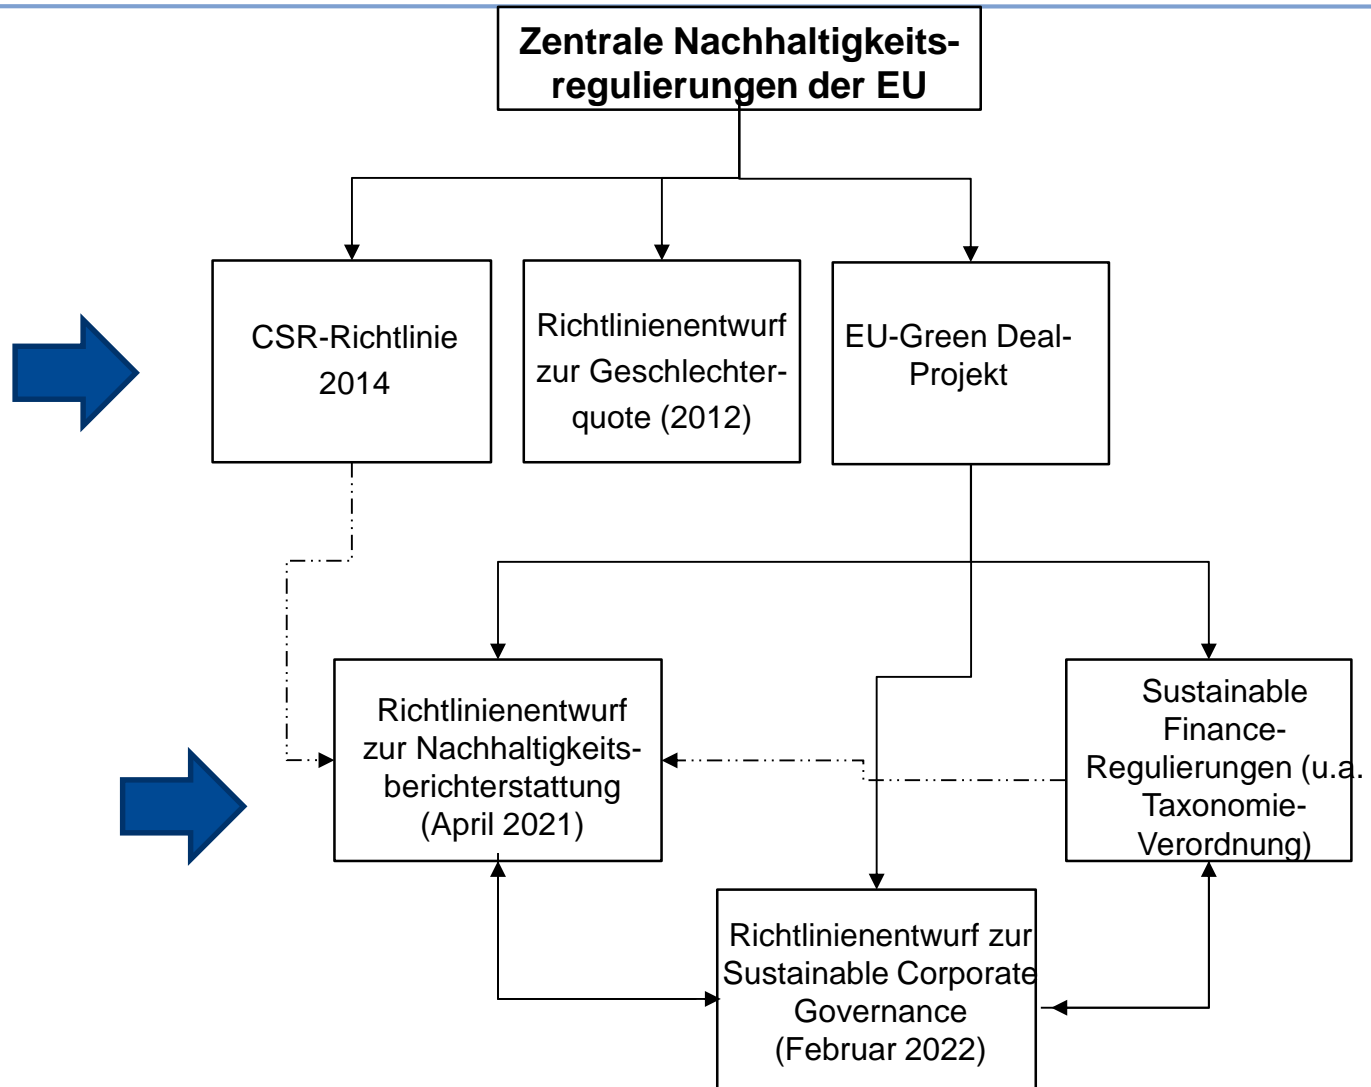 Zentrale Nachhaltigkeits-
regulierungen der EU
CSR-Richtlinie
2014
Richtlinienentwurf
zur Geschlechter-
quote (2012)
EU-Green Deal-
Projekt
Richtlinienentwurf
zur Nachhaltigkeits-
berichterstattung
(April 2021)
Sustainable
Finance-
Regulierungen (u.a.
Taxonomie-
Verordnung)
Richtlinienentwurf zur
Sustainable Corporate
Governance
(Februar 2022)